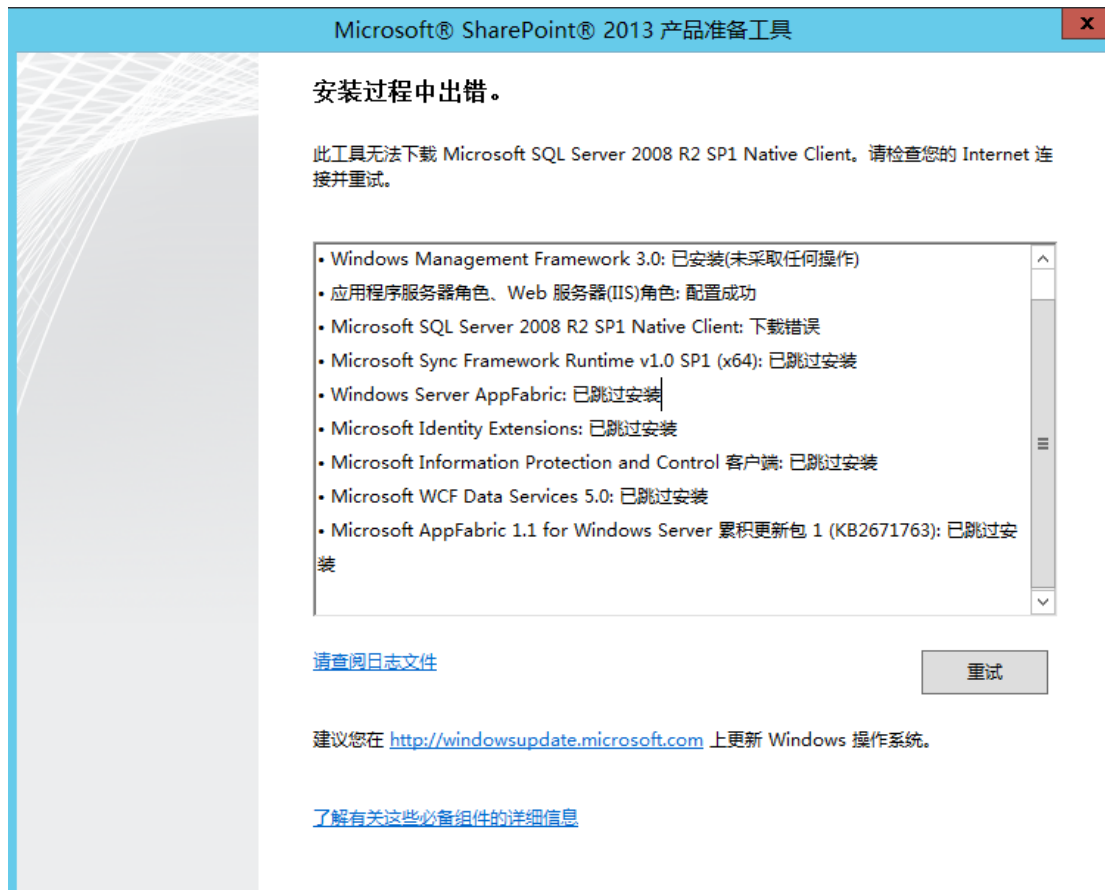 Microsoft® SharePoint® 2013 产品准备工具
x
安装过程中出错。
此工具无法下载 Microsoft SQL Server 2008 R2 SP1 Native Client。请检查您的 Internet 连
接并重试。
• Windows Management Framework 3.0: 已安装(未采取任何操作)
• 应用程序服务器角色、Web 服务器(IIS)角色: 配置成功
• Microsoft SQL Server 2008 R2 SP1 Native Client: 下载错误
• Microsoft Sync Framework Runtime v1.0 SP1 (x64): 已跳过安装
• Windows Server AppFabric: 已跳过安装
• Microsoft Identity Extensions: 已跳过安装
• Microsoft Information Protection and Control 客户端: 已跳过安装
• Microsoft WCF Data Services 5.0: 已跳过安装
• Microsoft AppFabric 1.1 for Windows Server 累积更新包 1 (KB2671763): 已跳过安
装
请查阅日志文件
重试
建议您在 http://windowsupdate.microsoft.com 上更新 Windows 操作系统。
了解有关这些必备组件的详细信息